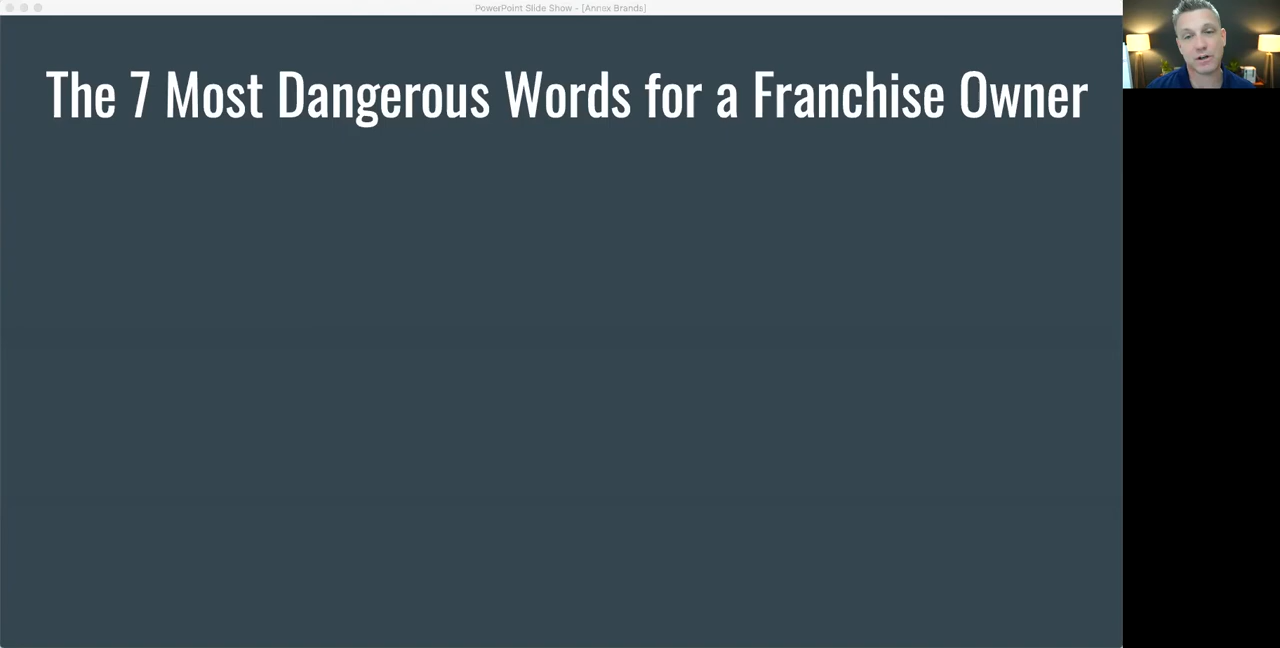 PowerPoint Slide Show - [Annex Brands]
The 7 Most Dangerous Words for a Franchise Owner